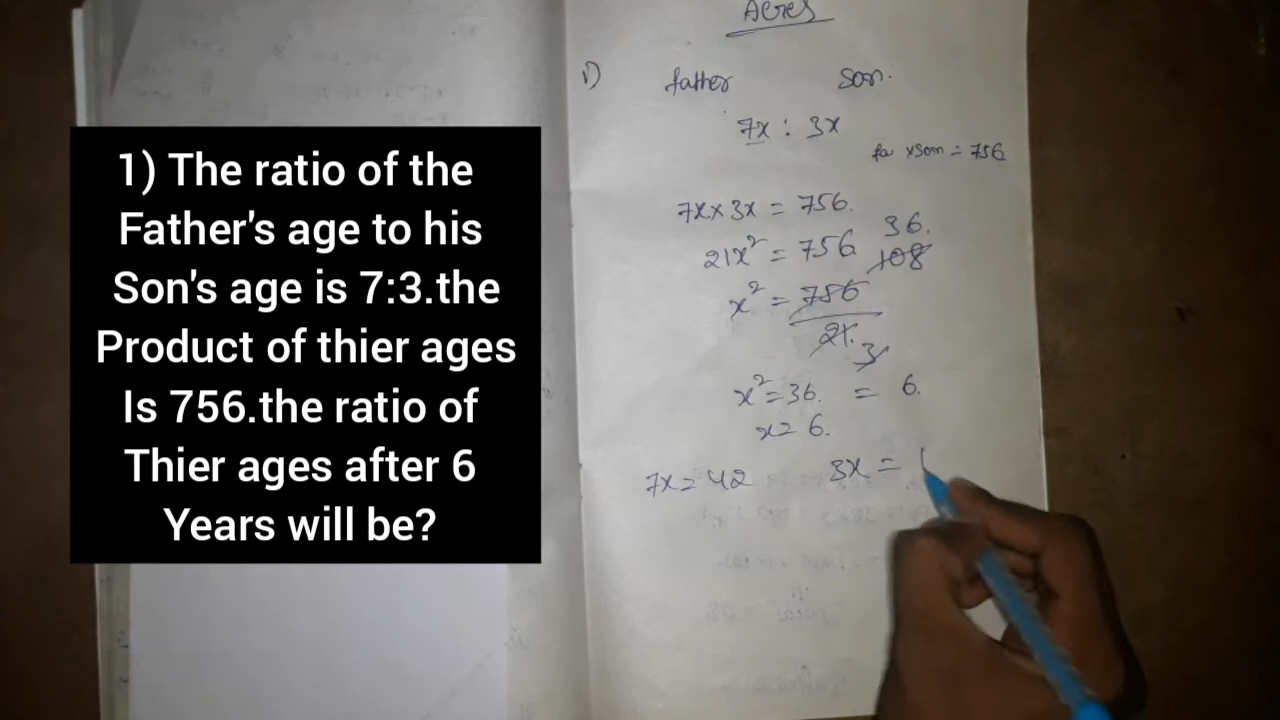 1) The ratio of the
Father's age to his
Son's age is 7:3.the
Product of thier ages
Is 756.the ratio of
Thier ages after 6
Years will be?
Ages
1) father son.
7x : 3x
fa x son = 756
7x x 3x = 756.
21x² = 756
36.
108
x² = 756
21.
3
x² = 36. = 6.
x = 6.
7x = 42 3x = 1